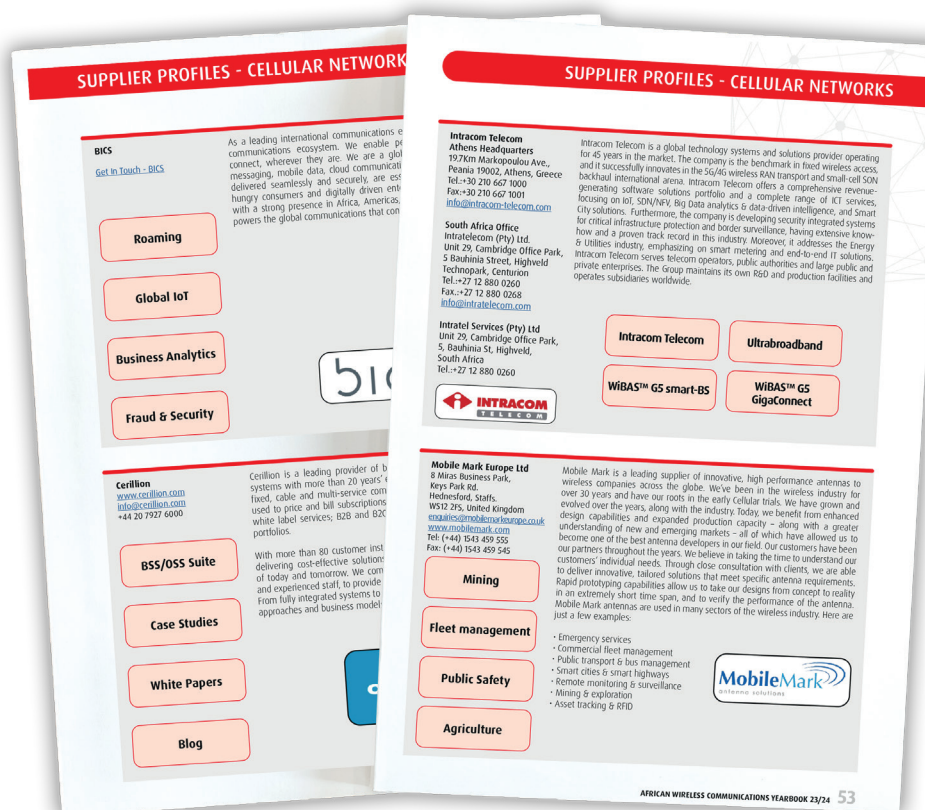 SUPPLIER PROFILES - CELLULAR NETWORK
BICS
Get In Touch - BICS
As a leading international communications e
communications ecosystem. We enable pe
connect, wherever they are. We are a glob
messaging, mobile data, cloud communicati
delivered seamlessly and securely, are ess
hungry consumers and digitally driven ente
with a strong presence in Africa, Americas,
powers the global communications that con
Roaming
Global IoT
Business Analytics
Fraud & Security
bic
Cerillion
www.cerillion.com
info@cerillion.com
+44 20 7927 6000
Cerillion is a leading provider of b
systems with more than 20 years' e
fixed, cable and multi-service com
used to price and bill subscriptions
white label services; B2B and B2C
portfolios.
With more than 80 customer inst
delivering cost-effective solutions
of today and tomorrow. We com
and experienced staff, to provide
From fully integrated systems to
approaches and business model
BSS/OSS Suite
Case Studies
White Papers
Blog
SUPPLIER PROFILES - CELLULAR NETWORKS
Intracom Telecom
Athens Headquarters
19.7Km Markopoulou Ave.,
Peania 19002, Athens, Greece
Tel.:+30 210 667 1000
Fax:+30 210 667 1001
info@intracom-telecom.com
South Africa Office
Intratelecom (Pty) Ltd.
Unit 29, Cambridge Office Park,
5 Bauhinia Street, Highveld
Technopark, Centurion
Tel.:+27 12 880 0260
Fax.:+27 12 880 0268
info@intratelecom.com
Intratel Services (Pty) Ltd
Unit 29, Cambridge Office Park,
5, Bauhinia St, Highveld,
South Africa
Tel.:+27 12 880 0260
INTRACOM
TELECOM
Intracom Telecom is a global technology systems and solutions provider operating
for 45 years in the market. The company is the benchmark in fixed wireless access,
and it successfully innovates in the 5G/4G wireless RAN transport and small-cell SON
backhaul international arena. Intracom Telecom offers a comprehensive revenue-
generating software solutions portfolio and a complete range of ICT services,
focusing on IoT, SDN/NFV, Big Data analytics & data-driven intelligence, and Smart
City solutions. Furthermore, the company is developing security integrated systems
for critical infrastructure protection and border surveillance, having extensive know-
how and a proven track record in this industry. Moreover, it addresses the Energy
& Utilities industry, emphasizing on smart metering and end-to-end IT solutions.
Intracom Telecom serves telecom operators, public authorities and large public and
private enterprises. The Group maintains its own R&D and production facilities and
operates subsidiaries worldwide.
Intracom Telecom
Ultrabroadband
WiBAS™ G5 smart-BS
WiBAS™ G5
GigaConnect
Mobile Mark Europe Ltd
8 Miras Business Park,
Keys Park Rd.
Hednesford, Staffs.
WS12 2FS, United Kingdom
enquiries@mobilemarkeurope.co.uk
www.mobilemark.com
Tel: (+44) 1543 459 555
Fax: (+44) 1543 459 545
Mining
Fleet management
Public Safety
Agriculture
Mobile Mark is a leading supplier of innovative, high performance antennas to
wireless companies across the globe. We've been in the wireless industry for
over 30 years and have our roots in the early Cellular trials. We have grown and
evolved over the years, along with the industry. Today, we benefit from enhanced
design capabilities and expanded production capacity – along with a greater
understanding of new and emerging markets – all of which have allowed us to
become one of the best antenna developers in our field. Our customers have been
our partners throughout the years. We believe in taking the time to understand our
customers' individual needs. Through close consultation with clients, we are able
to deliver innovative, tailored solutions that meet specific antenna requirements.
Rapid prototyping capabilities allow us to take our designs from concept to reality
in an extremely short time span, and to verify the performance of the antenna.
Mobile Mark antennas are used in many sectors of the wireless industry. Here are
just a few examples:
• Emergency services
• Commercial fleet management
• Public transport & bus management
• Smart cities & smart highways
• Remote monitoring & surveillance
• Mining & exploration
• Asset tracking & RFID
MobileMark
antenna solutions
AFRICAN WIRELESS COMMUNICATIONS YEARBOOK 23/24 53